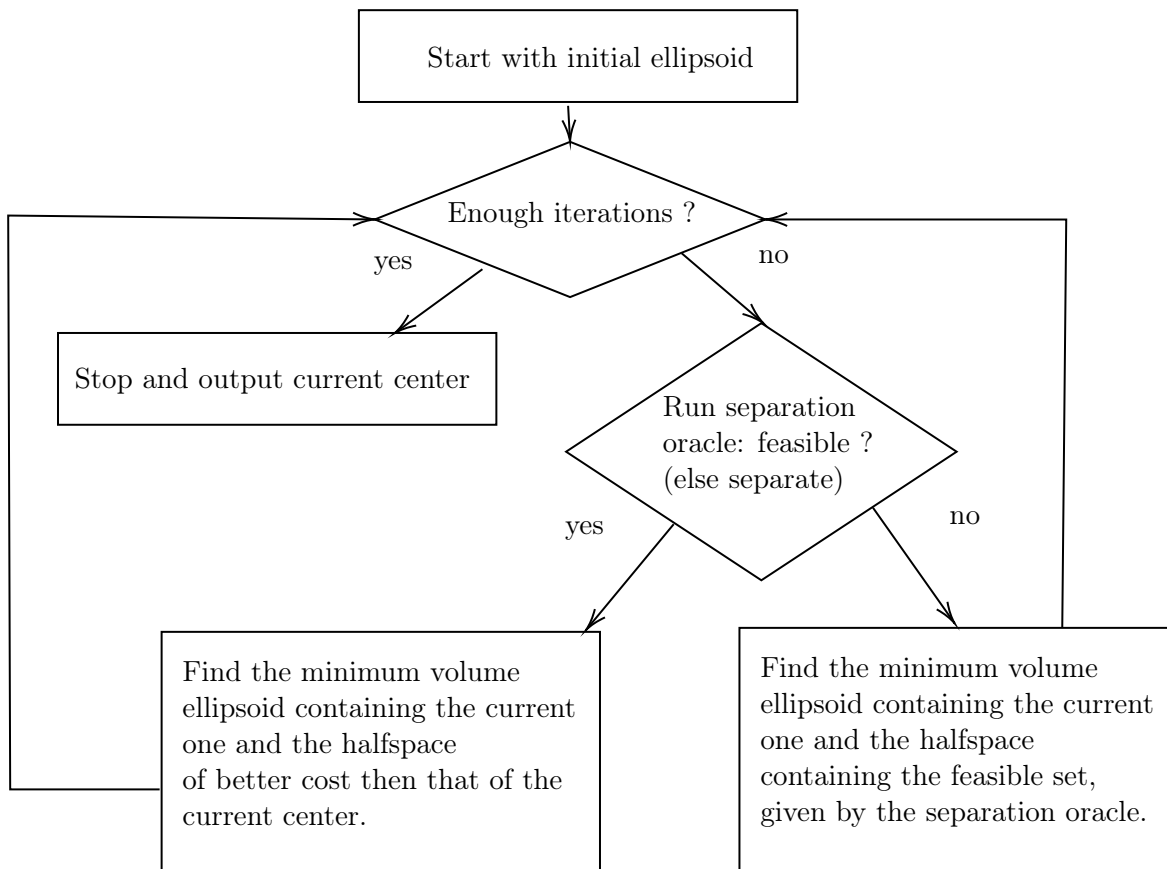 Start with initial ellipsoid
Enough iterations ?
yes
no
Stop and output current center
Run separation
oracle: feasible ?
(else separate)
yes
no
Find the minimum volume
ellipsoid containing the current
one and the halfspace
of better cost then that of the
current center.
Find the minimum volume
ellipsoid containing the current
one and the halfspace
containing the feasible set,
given by the separation oracle.